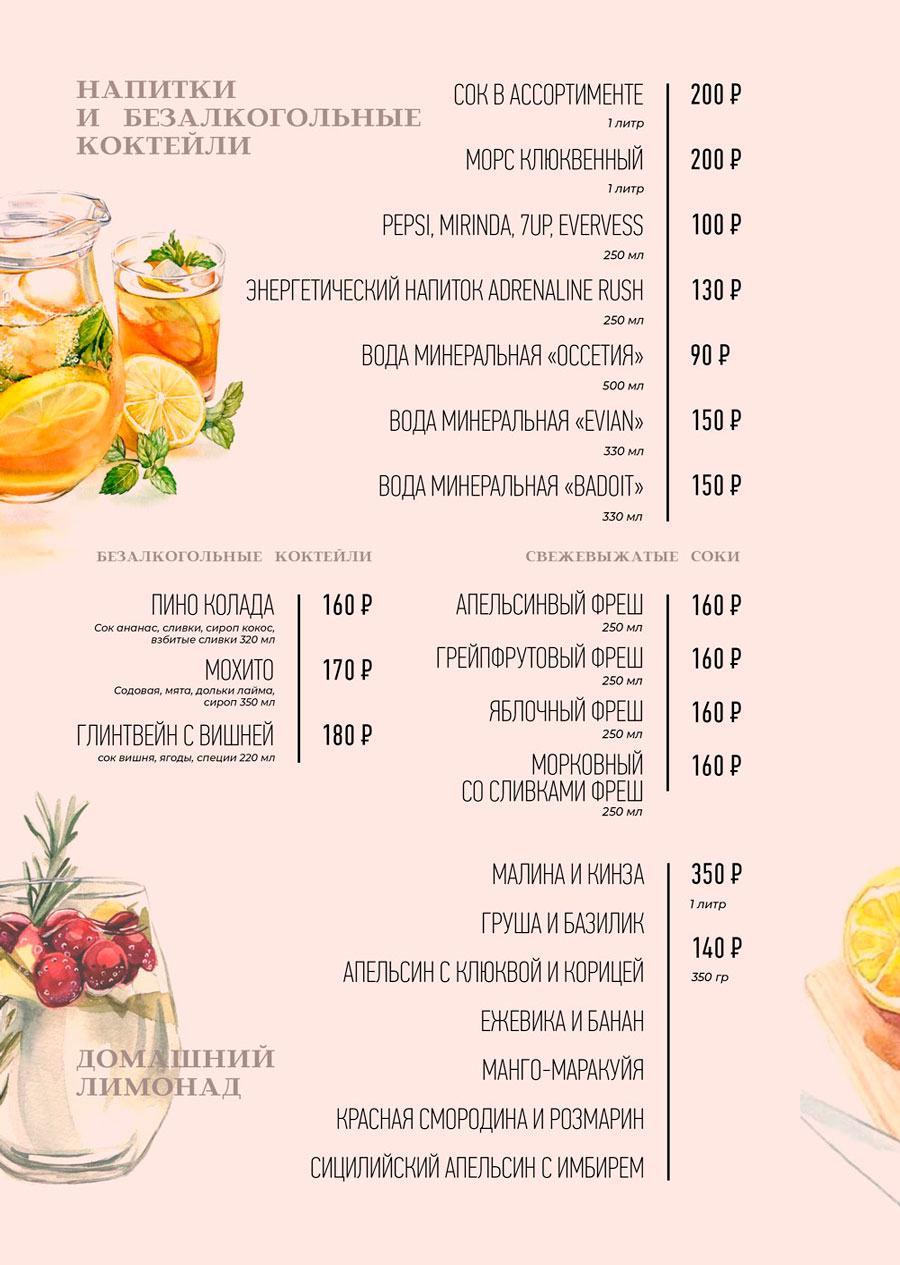 НАПИТКИ
И БЕЗАЛКОГОЛЬНЫЕ
КОКТЕЙЛИ
СОК В АССОРТИМЕНТЕ 200 ₽
1 литр
МОРС КЛЮКВЕННЫЙ 200 ₽
1 литр
PEPSI, MIRINDA, 7UP, EVERVESS 100 ₽
250 мл
ЭНЕРГЕТИЧЕСКИЙ НАПИТОК ADRENALINE RUSH 130 ₽
250 мл
ВОДА МИНЕРАЛЬНАЯ «ОССЕТИЯ» 90 ₽
500 мл
ВОДА МИНЕРАЛЬНАЯ «EVIAN» 150 ₽
330 мл
ВОДА МИНЕРАЛЬНАЯ «BADOIT» 150 ₽
330 мл
БЕЗАЛКОГОЛЬНЫЕ КОКТЕЙЛИ
ПИНО КОЛАДА 160 ₽
Сок ананас, сливки, сироп кокос,
взбитые сливки 320 мл
МОХИТО 170 ₽
Содовая, мята, дольки лайма,
сироп 350 мл
ГЛИНТВЕЙН С ВИШНЕЙ 180 ₽
сок вишня, ягоды, специи 220 мл
СВЕЖЕВЫЖАТЫЕ СОКИ
АПЕЛЬСИНВЫЙ ФРЕШ 160 ₽
250 мл
ГРЕЙПФРУТОВЫЙ ФРЕШ 160 ₽
250 мл
ЯБЛОЧНЫЙ ФРЕШ 160 ₽
250 мл
МОРКОВНЫЙ 160 ₽
СО СЛИВКАМИ ФРЕШ
250 мл
ДОМАШНИЙ
ЛИМОНАД
МАЛИНА И КИНЗА 350 ₽
1 литр
ГРУША И БАЗИЛИК
140 ₽
АПЕЛЬСИН С КЛЮКВОЙ И КОРИЦЕЙ
350 гр
ЕЖЕВИКА И БАНАН
МАНГО-МАРАКУЙЯ
КРАСНАЯ СМОРОДИНА И РОЗМАРИН
СИЦИЛИЙСКИЙ АПЕЛЬСИН С ИМБИРЕМ